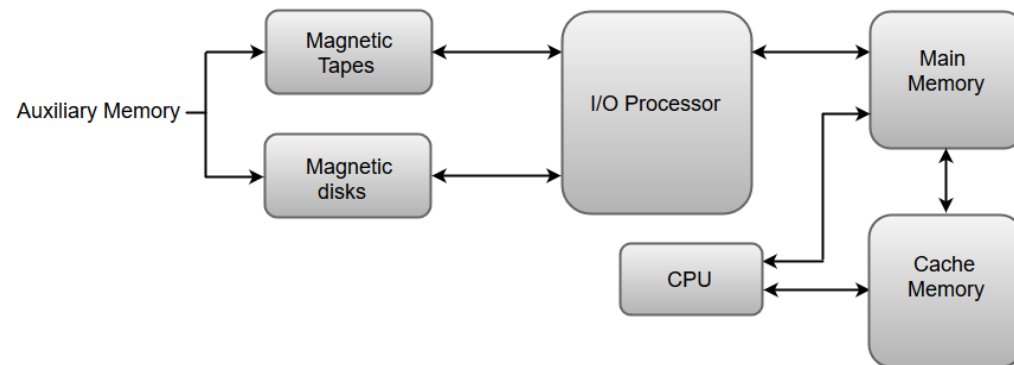 Magnetic
Tapes
I/O Processor
Main
Memory
Auxiliary Memory
Magnetic
disks
CPU
Cache
Memory